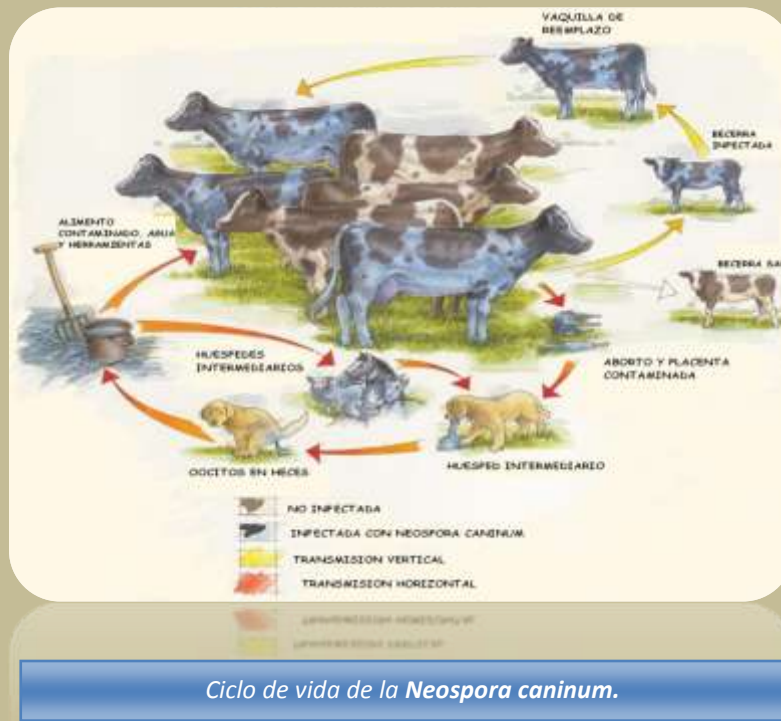 VAQUILLA DE
REEMPLAZO
BECERRA
INFECTADA
ALIMENTO
CONTAMINADO, AGUA
Y HERRAMIENTAS
BECERRA
HUESPEDES
INTERMEDIARIOS
ABORTO Y PLACENTA
CONTAMINADA
OOCITOS EN HECES
HUESPED INTERMEDIARIO
NO INFECTADA
INFECTADA CON NEOSPORA CANINUM
TRANSMISION VERTICAL
TRANSMISION HORIZONTAL
Ciclo de vida de la Neospora caninum.